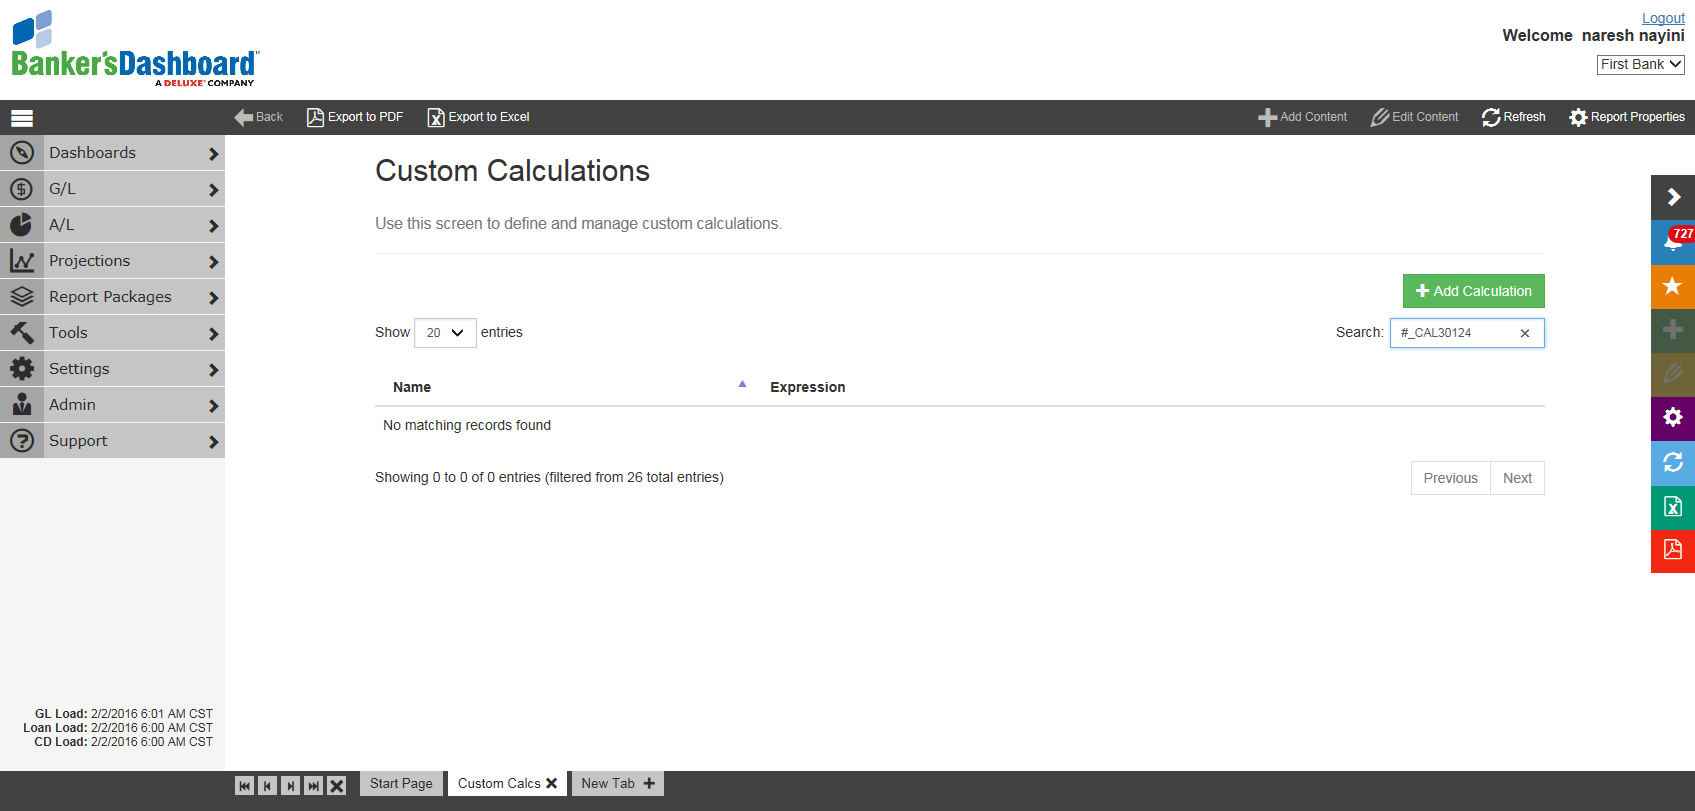 Banker'sDashboard
A DELUXE COMPANY
Logout
Welcome naresh nayini
First Bank
Back
Export to PDF
Export to Excel
Add Content
Edit Content
Refresh
Report Properties
Dashboards
G/L
A/L
Projections
Report Packages
Tools
Settings
Admin
Support
GL Load: 2/2/2016 6:01 AM CST
Loan Load: 2/2/2016 6:00 AM CST
CD Load: 2/2/2016 6:00 AM CST
Custom Calculations
Use this screen to define and manage custom calculations.
Add Calculation
Show 20 entries
Search: #_CAL30124
Name Expression
No matching records found
Showing 0 to 0 of 0 entries (filtered from 26 total entries)
Previous Next
727
Start Page
Custom Calcs
New Tab